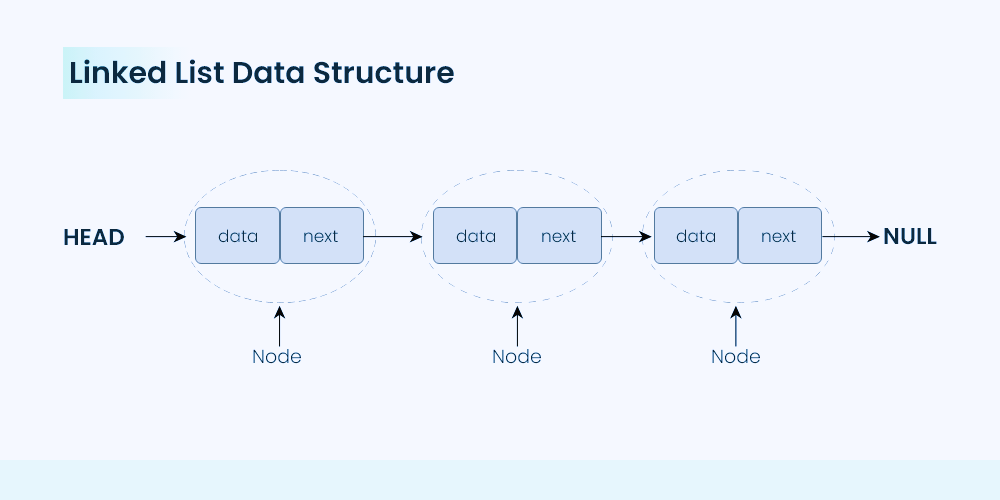 Linked List Data Structure
HEAD data next data next data next NULL
Node Node Node